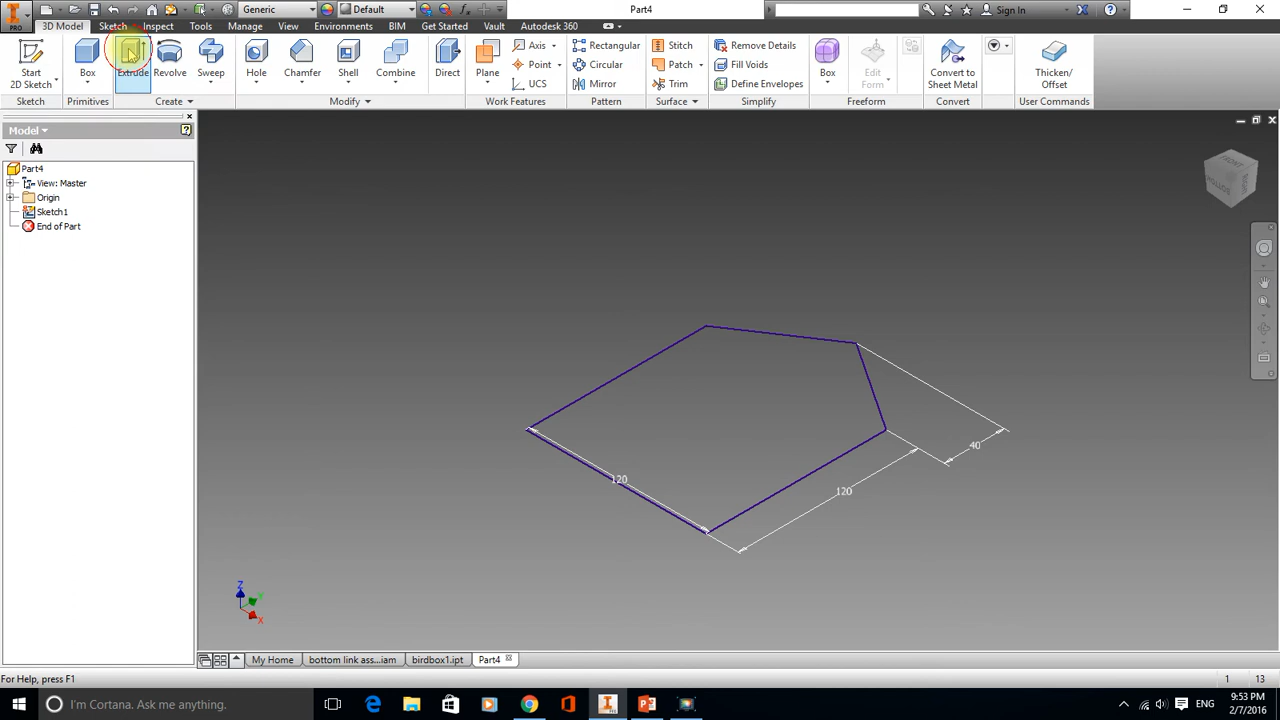 PRO
Generic
Default
Part4
Sign In
3D Model
Sketch
Inspect
Tools
Manage
View
Environments
BIM
Get Started
Vault
Autodesk 360
Start
2D Sketch
Box
Extrude
Revolve
Sweep
Hole
Chamfer
Shell
Combine
Direct
Plane
Axis
Point
UCS
Rectangular
Circular
Mirror
Stitch
Patch
Trim
Remove Details
Fill Voids
Define Envelopes
Box
Edit
Form
Convert to
Sheet Metal
Thicken/
Offset
Sketch
Primitives
Create
Modify
Work Features
Pattern
Surface
Simplify
Freeform
Convert
User Commands
Model
Part4
View: Master
Origin
Sketch1
End of Part
FRONT
BOTTOM
120
120
40
Z
Y
X
My Home
bottom link ass....iam
birdbox1.ipt
Part4
For Help, press F1
1
13
I'm Cortana. Ask me anything.
ENG
9:53 PM
2/7/2016